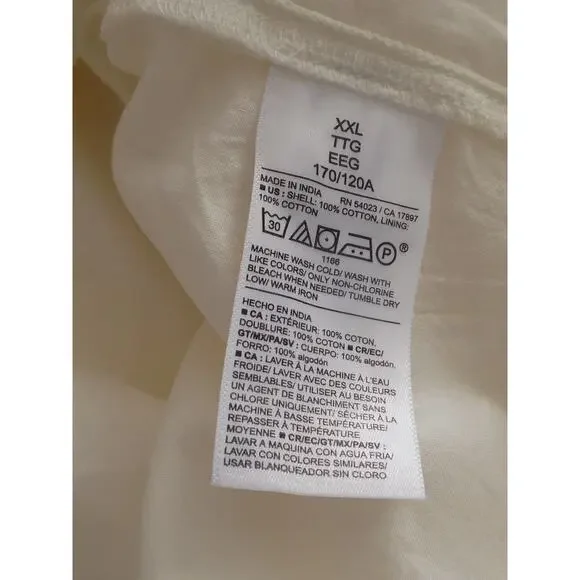 XXL
TTG
EEG
170/120A
MADE IN INDIA RN 54023 / CA 17897
■ US : SHELL: 100% COTTON, LINING:
100% COTTON
30 P ®
1186
MACHINE WASH COLD/ WASH WITH
LIKE COLORS/ ONLY NON-CHLORINE
BLEACH WHEN NEEDED/ TUMBLE DRY
LOW/ WARM IRON
HECHO EN INDIA
■ CA : EXTÉRIEUR: 100% COTON,
DOUBLURE: 100% COTON ■ CR/EC/
GT/MX/PA/SV : CUERPO: 100% algodón,
FORRO: 100% algodón
■ CA : LAVER À LA MACHINE À L'EAU
FROIDE/ LAVER AVEC DES COULEURS
SEMBLABLES/ UTILISER AU BESOIN
UN AGENT DE BLANCHIMENT SANS
CHLORE UNIQUEMENT/ SÉCHER À LA
MACHINE À BASSE TEMPÉRATURE/
REPASSER À TEMPÉRATURE
MOYENNE ■ CR/EC/GT/MX/PA/SV :
LAVAR A MAQUINA CON AGUA FRIA/
LAVAR CON COLORES SIMILARES/
USAR BLANQUEADOR SIN CLORO